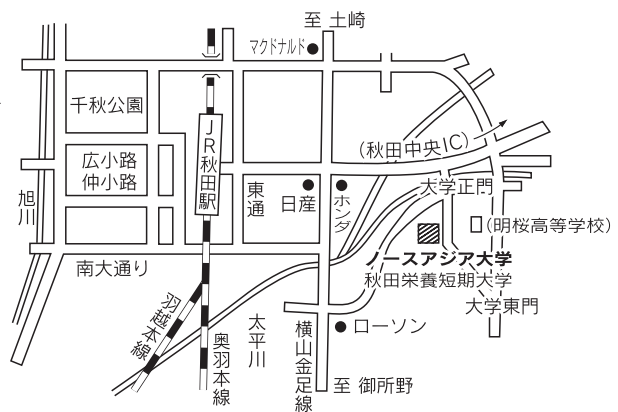 至 土崎
マクドナルド
千秋公園
JR秋田駅
(秋田中央IC)
広小路
仲小路
旭川
東通
日産
ホンダ
大学正門
(明桜高等学校)
南大通り
ノースアジア大学
秋田栄養短期大学
大学東門
羽越本線
奥羽本線
太平川
横山金足線
ローソン
至 御所野